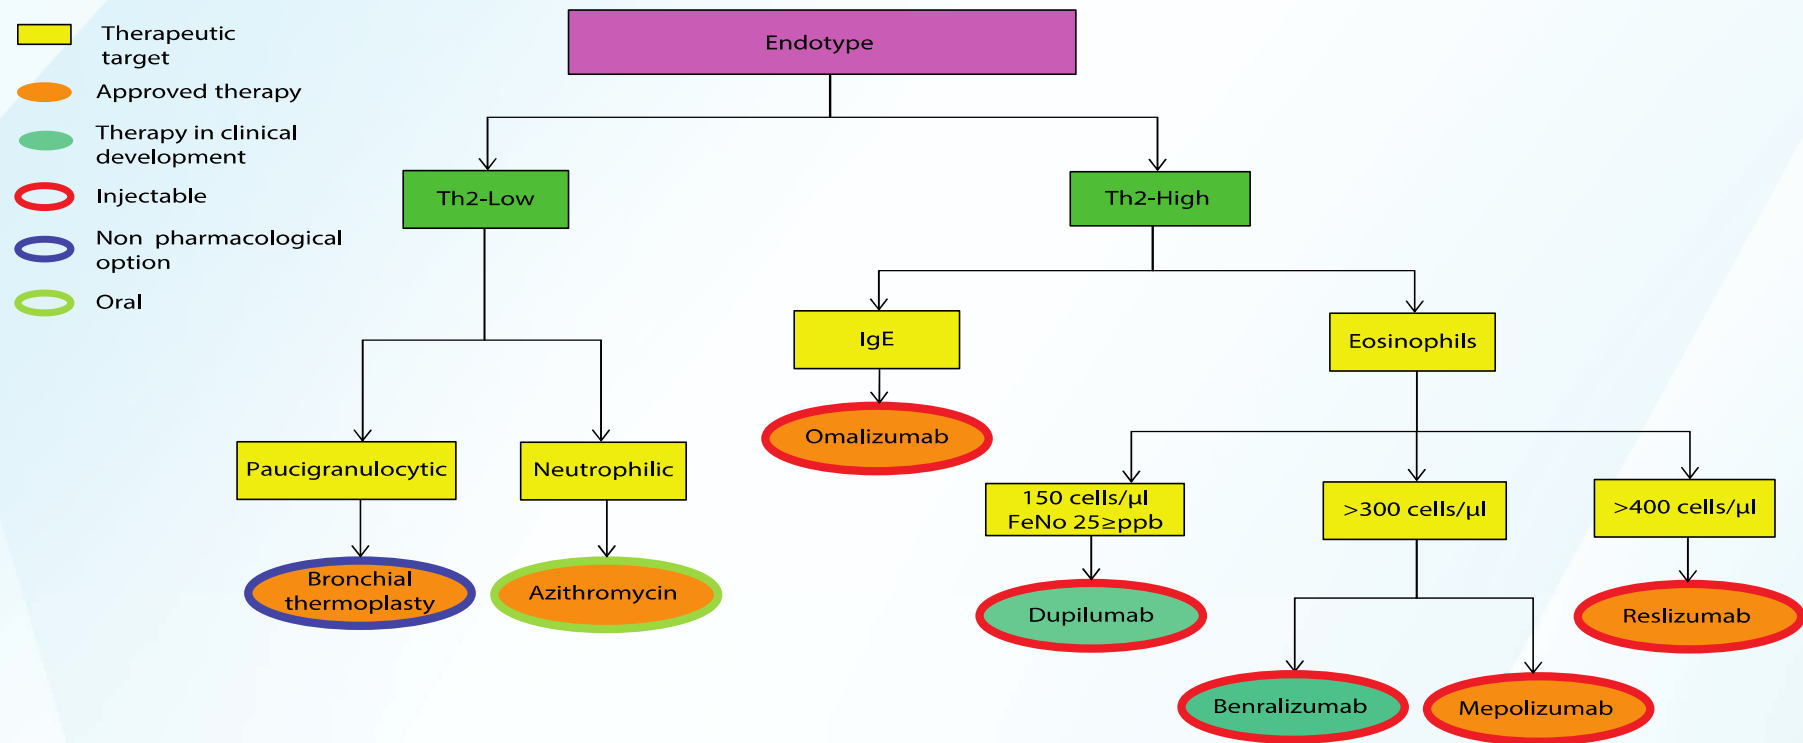 Therapeutic
target
Approved therapy
Therapy in clinical
development
Injectable
Non pharmacological
option
Oral
Endotype
Th2-Low
Th2-High
IgE
Eosinophils
Omalizumab
Paucigranulocytic
Neutrophilic
150 cells/µl
FeNo 25≥ppb
>300 cells/µl
>400 cells/µl
Bronchial
thermoplasty
Azithromycin
Dupilumab
Reslizumab
Benralizumab
Mepolizumab